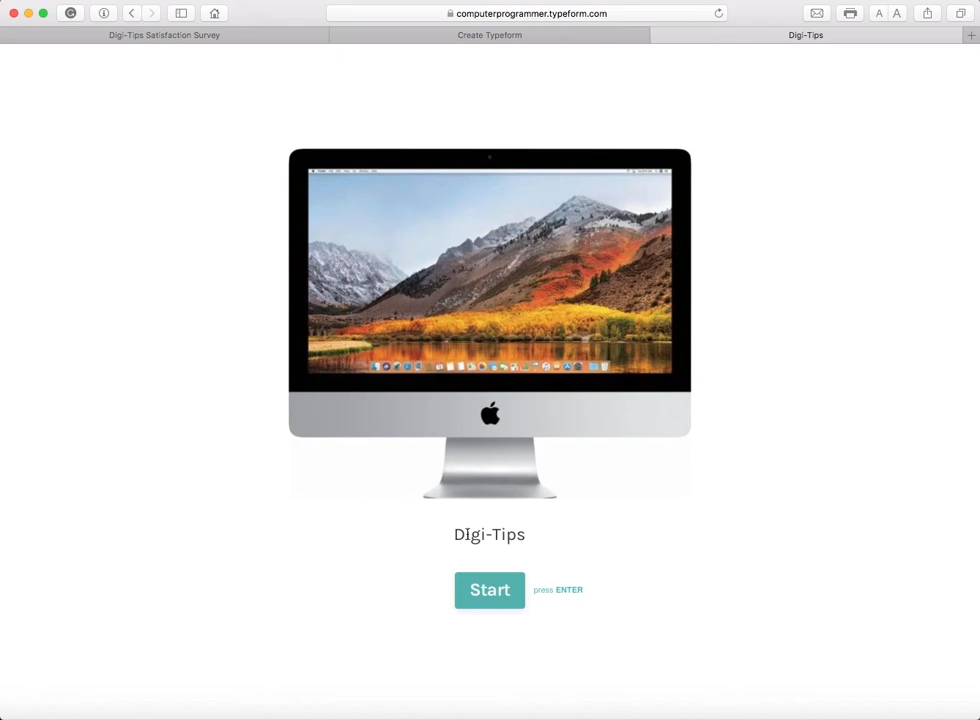 computerprogrammer.typeform.com
A A
Digi-Tips Satisfaction Survey
Create Typeform
Digi-Tips
Digi-Tips
Start
press ENTER